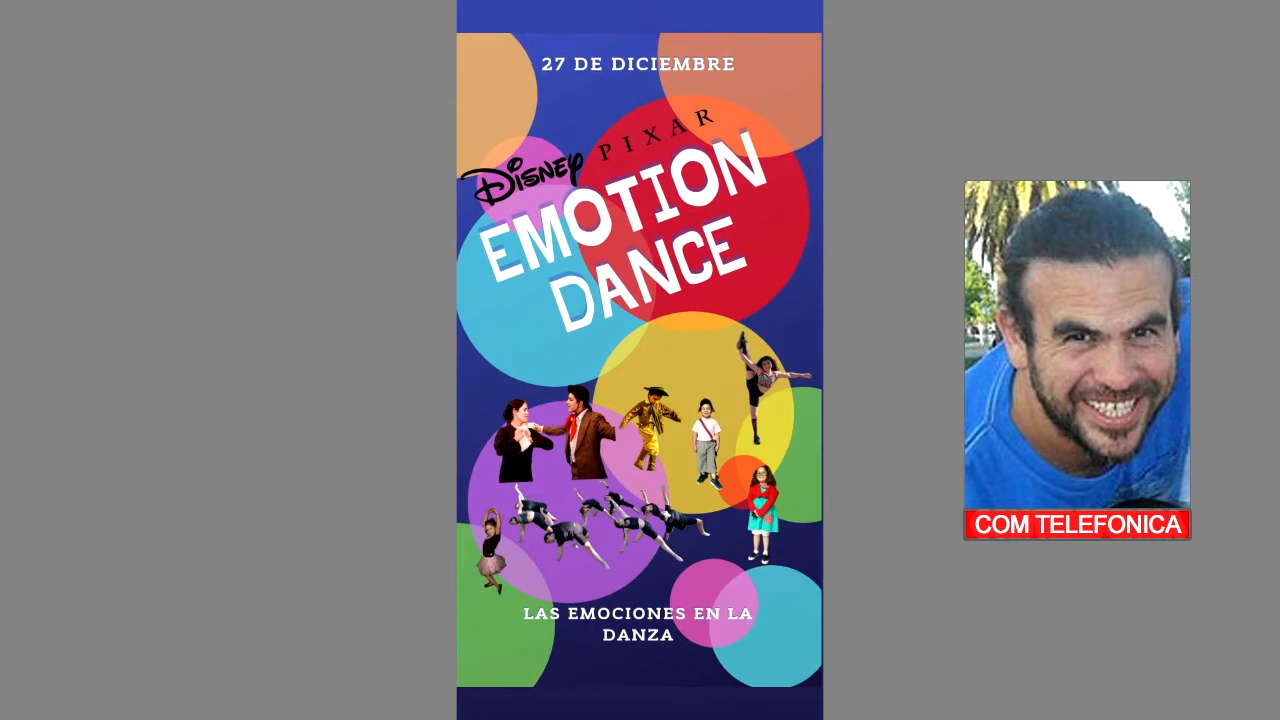 27 DE DICIEMBRE
DISNEY PIXAR
EMOTION
DANCE
LAS EMOCIONES EN LA
DANZA
COM TELEFONICA